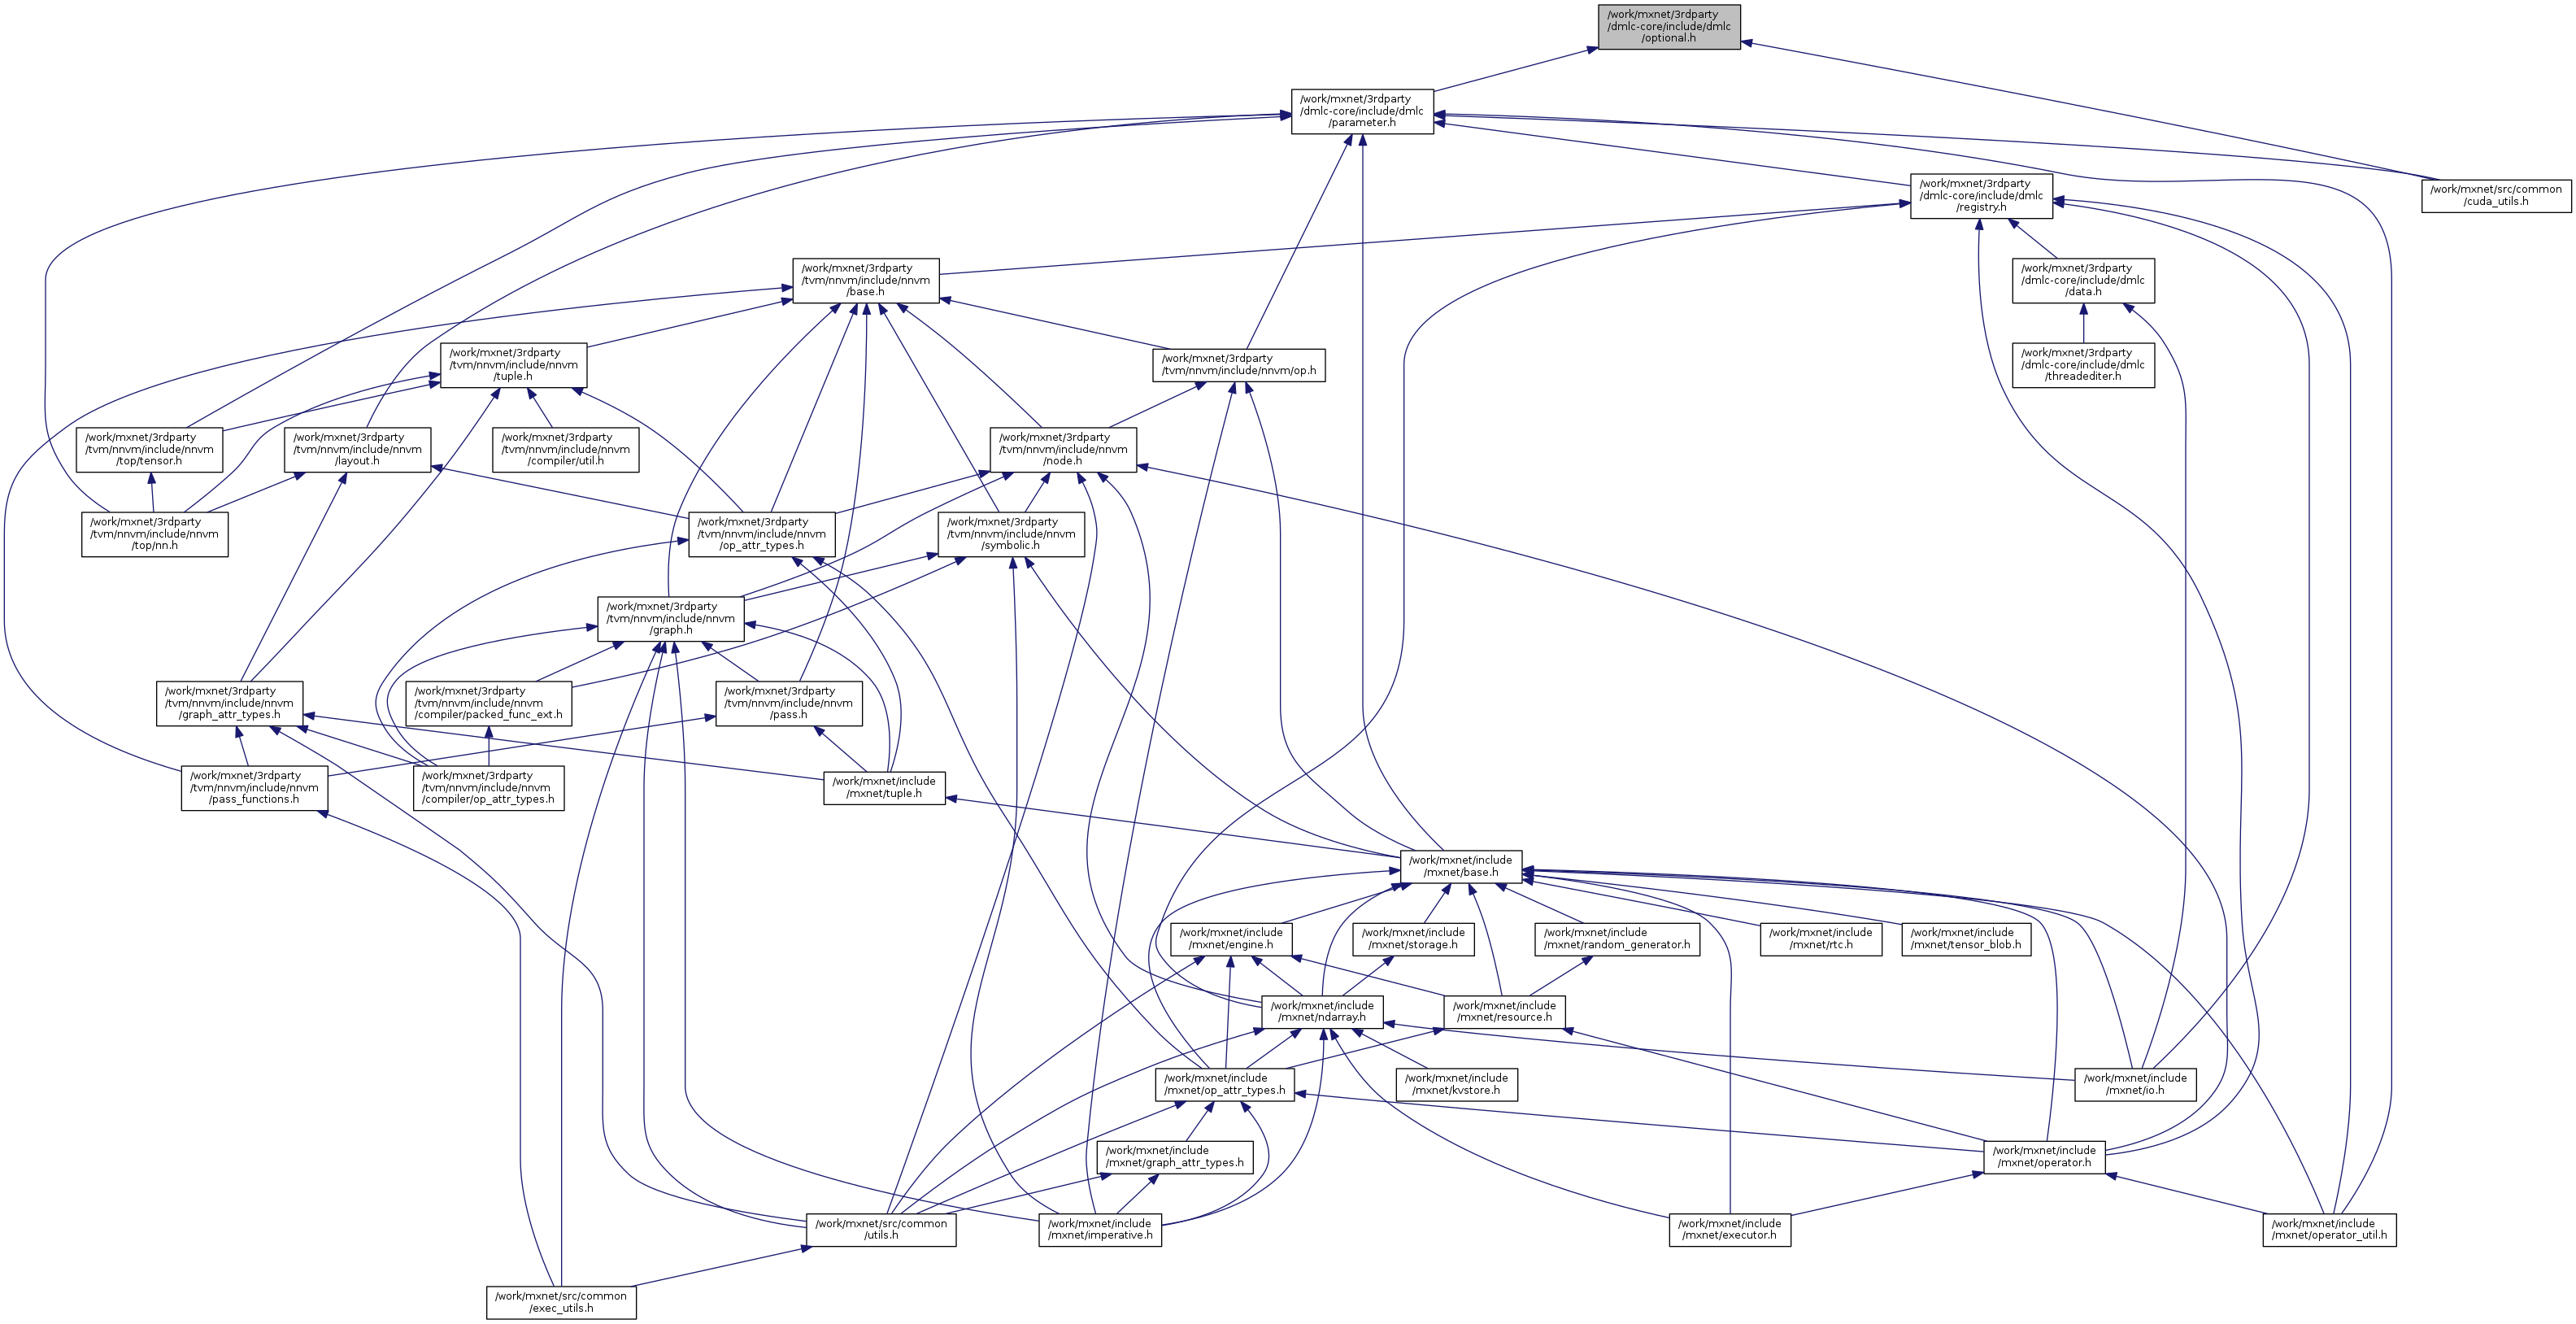 /work/mxnet/3rdparty
/dmlc-core/include/dmlc
/optional.h
/work/mxnet/3rdparty
/dmlc-core/include/dmlc
/parameter.h
/work/mxnet/3rdparty
/dmlc-core/include/dmlc
/registry.h
/work/mxnet/src/common
/cuda_utils.h
/work/mxnet/3rdparty
/tvm/nnvm/include/nnvm
/base.h
/work/mxnet/3rdparty
/dmlc-core/include/dmlc
/data.h
/work/mxnet/3rdparty
/tvm/nnvm/include/nnvm
/tuple.h
/work/mxnet/3rdparty
/tvm/nnvm/include/nnvm/op.h
/work/mxnet/3rdparty
/dmlc-core/include/dmlc
/threadediter.h
/work/mxnet/3rdparty
/tvm/nnvm/include/nnvm
/top/tensor.h
/work/mxnet/3rdparty
/tvm/nnvm/include/nnvm
/layout.h
/work/mxnet/3rdparty
/tvm/nnvm/include/nnvm
/compiler/util.h
/work/mxnet/3rdparty
/tvm/nnvm/include/nnvm
/node.h
/work/mxnet/3rdparty
/tvm/nnvm/include/nnvm
/top/nn.h
/work/mxnet/3rdparty
/tvm/nnvm/include/nnvm
/op_attr_types.h
/work/mxnet/3rdparty
/tvm/nnvm/include/nnvm
/symbolic.h
/work/mxnet/3rdparty
/tvm/nnvm/include/nnvm
/graph.h
/work/mxnet/3rdparty
/tvm/nnvm/include/nnvm
/graph_attr_types.h
/work/mxnet/3rdparty
/tvm/nnvm/include/nnvm
/compiler/packed_func_ext.h
/work/mxnet/3rdparty
/tvm/nnvm/include/nnvm
/pass.h
/work/mxnet/3rdparty
/tvm/nnvm/include/nnvm
/pass_functions.h
/work/mxnet/3rdparty
/tvm/nnvm/include/nnvm
/compiler/op_attr_types.h
/work/mxnet/include
/mxnet/tuple.h
/work/mxnet/include
/mxnet/base.h
/work/mxnet/include
/mxnet/engine.h
/work/mxnet/include
/mxnet/storage.h
/work/mxnet/include
/mxnet/random_generator.h
/work/mxnet/include
/mxnet/rtc.h
/work/mxnet/include
/mxnet/tensor_blob.h
/work/mxnet/include
/mxnet/ndarray.h
/work/mxnet/include
/mxnet/resource.h
/work/mxnet/include
/mxnet/op_attr_types.h
/work/mxnet/include
/mxnet/kvstore.h
/work/mxnet/include
/mxnet/io.h
/work/mxnet/include
/mxnet/graph_attr_types.h
/work/mxnet/include
/mxnet/operator.h
/work/mxnet/src/common
/utils.h
/work/mxnet/include
/mxnet/imperative.h
/work/mxnet/include
/mxnet/executor.h
/work/mxnet/include
/mxnet/operator_util.h
/work/mxnet/src/common
/exec_utils.h